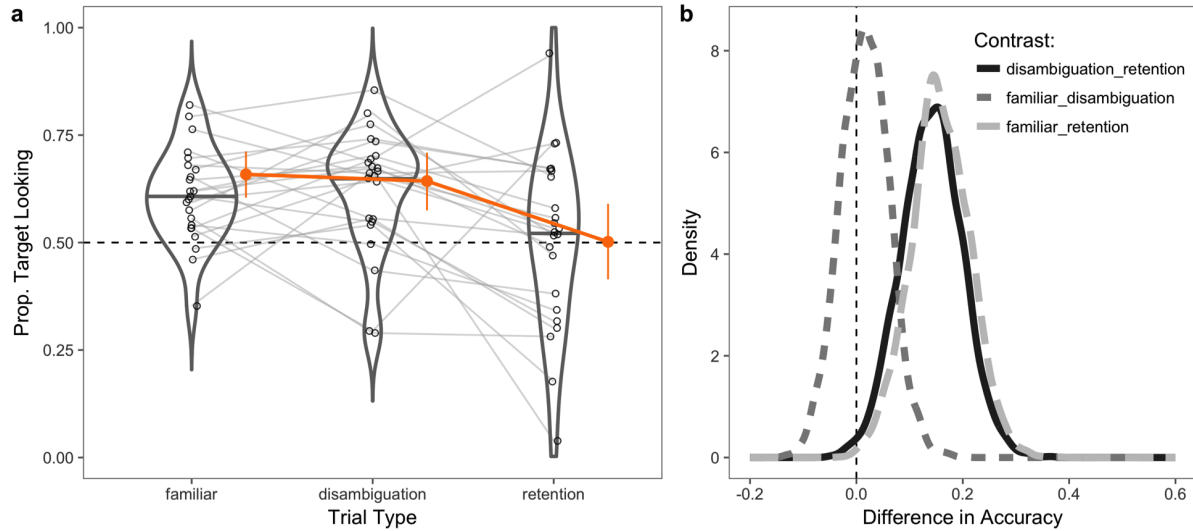 a
1.00
0.75
0.50
0.25
0.00
Prop. Target Looking
familiar disambiguation retention
Trial Type
b
8
6
4
2
0
Density
Contrast:
disambiguation_retention
familiar_disambiguation
familiar_retention
-0.2 0.0 0.2 0.4 0.6
Difference in Accuracy